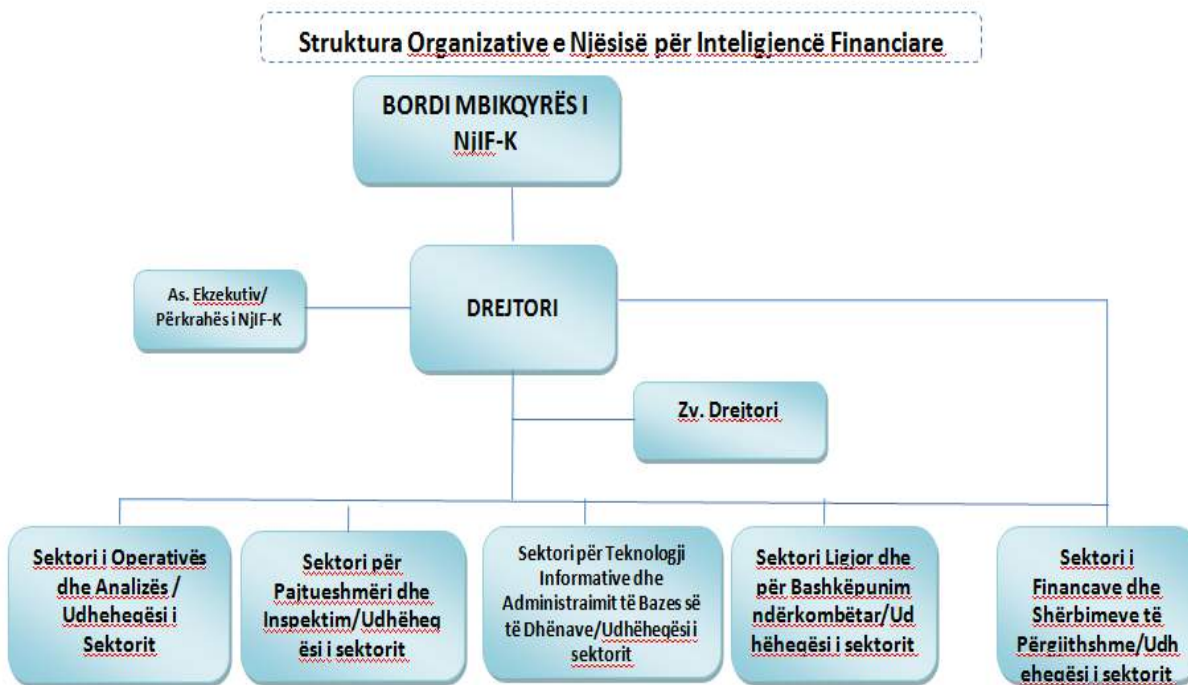 Struktura Organizative e Njësisë për Inteligjencë Financiare
BORDI MBIKQYRËS I
NjIF-K
As. Ekzekutiv/
Përkrahës i NjIF-K
DREJTORI
Zv. Drejtori
Sektori i Operativës
dhe Analizës /
Udheheqësi i
Sektorit
Sektori për
Pajtueshmëri dhe
Inspektim/Udhëheq
ësi i sektorit
Sektori për Teknologji
Informative dhe
Administraimit të Bazes së
të Dhënave/Udhëheqësi i
sektorit
Sektori Ligjor dhe
për Bashkëpunim
ndërkombëtar/Ud
hëheqësi i sektorit
Sektori i
Financave dhe
Shërbimeve të
Përgjithshme/Udh
eheqësi i sektorit